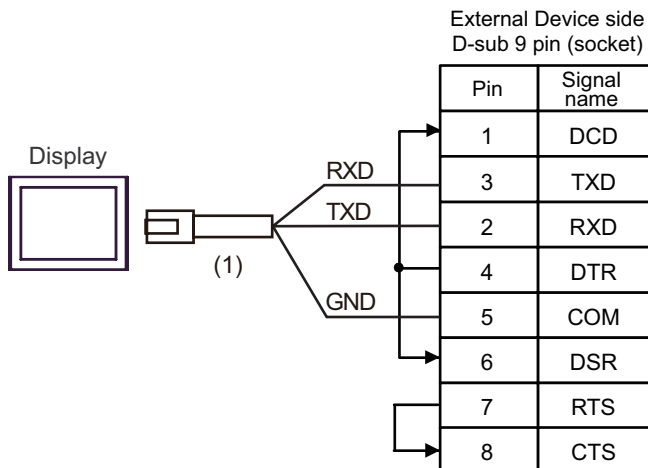 External Device side
D-sub 9 pin (socket)
Pin
Signal
name
1 DCD
Display
RXD
3 TXD
TXD
2 RXD
(1)
4 DTR
GND
5 COM
6 DSR
7 RTS
8 CTS